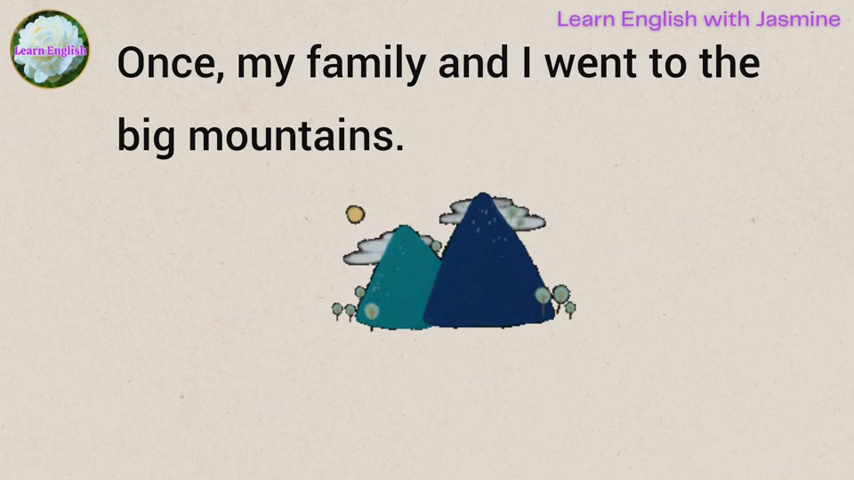 Learn English with Jasmine
Learn English
Once, my family and I went to the
big mountains.